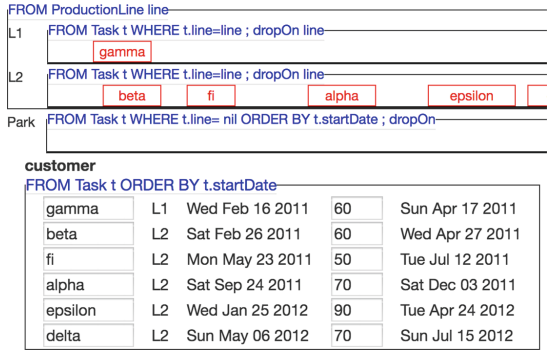 FROM ProductionLine line
L1 FROM Task t WHERE t.line=line ; dropOn line
gamma
L2 FROM Task t WHERE t.line=line ; dropOn line
beta fi alpha epsilon
Park FROM Task t WHERE t.line= nil ORDER BY t.startDate ; dropOn
customer
FROM Task t ORDER BY t.startDate
gamma L1 Wed Feb 16 2011 60 Sun Apr 17 2011
beta L2 Sat Feb 26 2011 60 Wed Apr 27 2011
fi L2 Mon May 23 2011 50 Tue Jul 12 2011
alpha L2 Sat Sep 24 2011 70 Sat Dec 03 2011
epsilon L2 Wed Jan 25 2012 90 Tue Apr 24 2012
delta L2 Sun May 06 2012 70 Sun Jul 15 2012